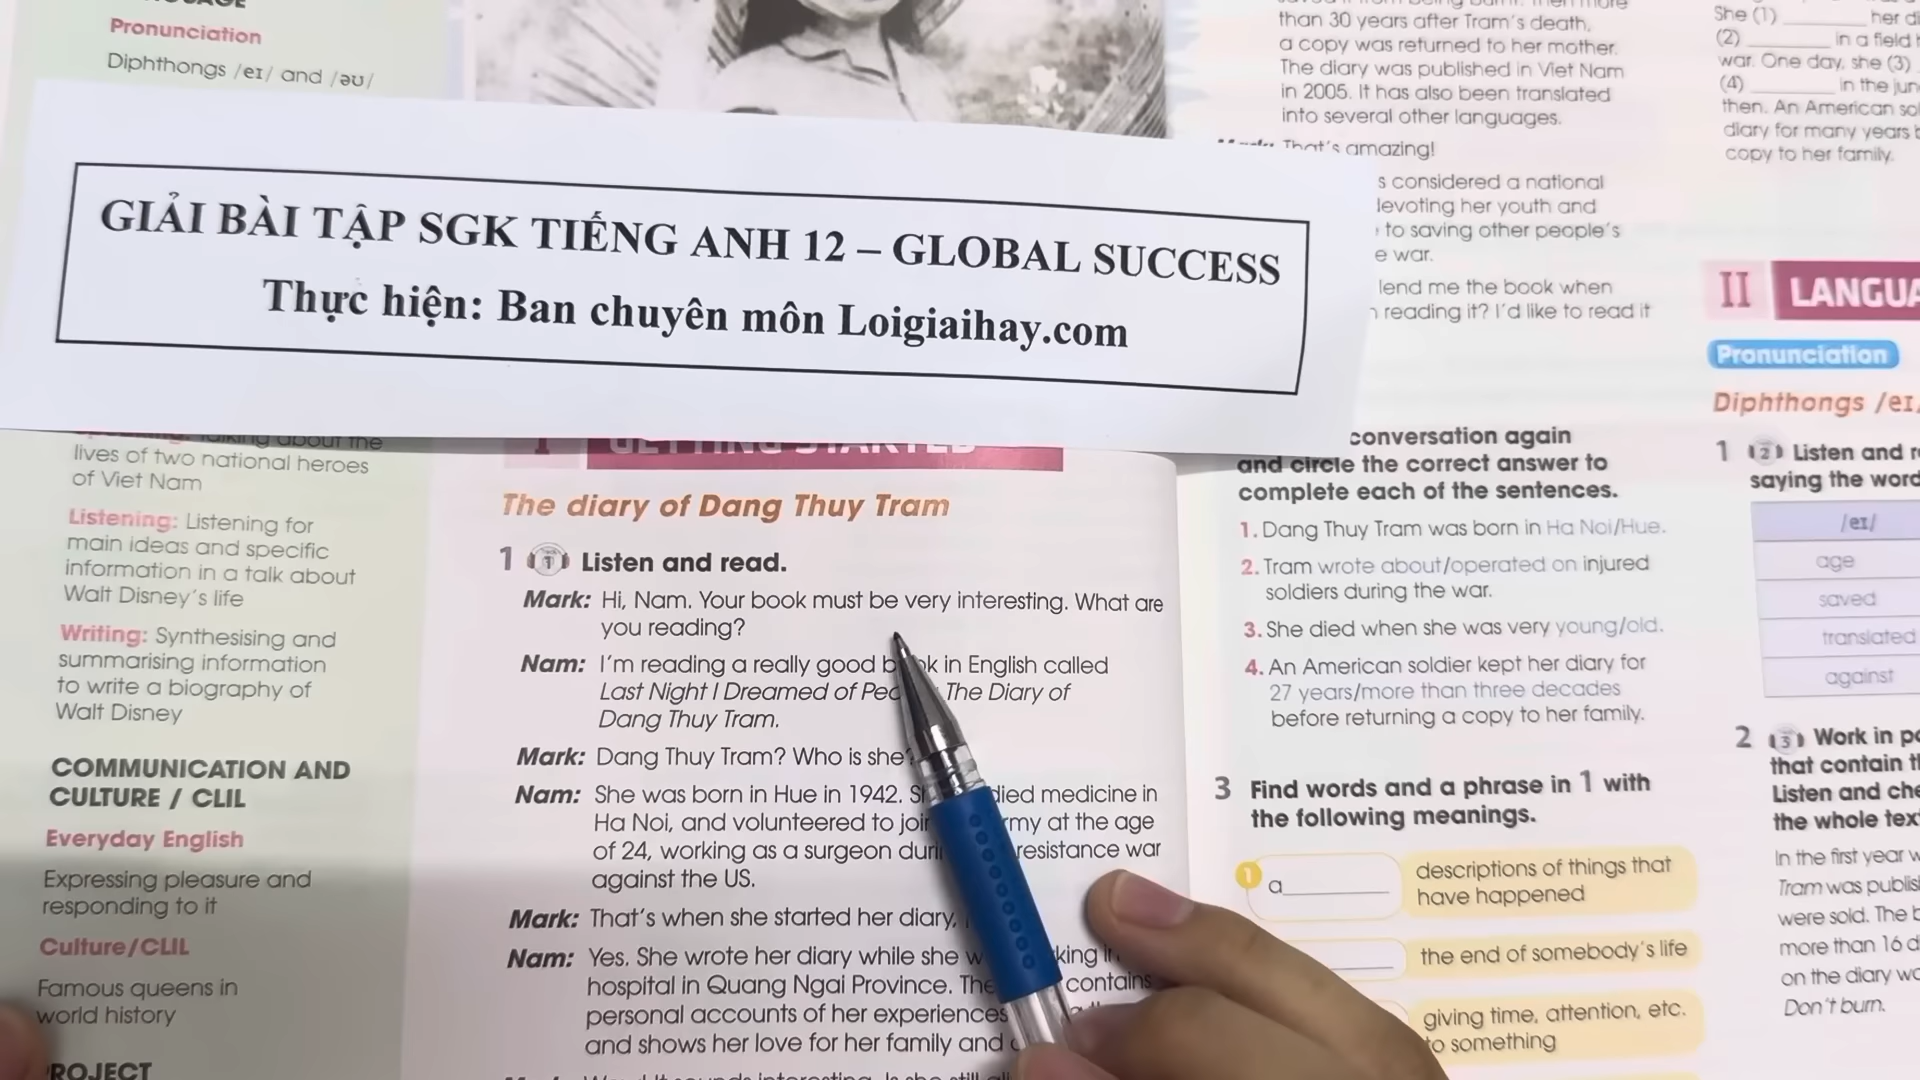 Pronunciation
Diphthongs /eɪ/ and /əʊ/
GIẢI BÀI TẬP SGK TIẾNG ANH 12 – GLOBAL SUCCESS
Thực hiện: Ban chuyên môn Loigiaihay.com
about the
lives of two national heroes
of Viet Nam
Listening: Listening for
main ideas and specific
information in a talk about
Walt Disney's life
Writing: Synthesising and
summarising information
to write a biography of
Walt Disney
COMMUNICATION AND
CULTURE / CLIL
Everyday English
Expressing pleasure and
responding to it
Culture/CLIL
Famous queens in
world history
ROJECT
GETTING STARTED
The diary of Dang Thuy Tram
1 Listen and read.
Mark: Hi, Nam. Your book must be very interesting. What are
you reading?
Nam: I'm reading a really good b k in English called
Last Night I Dreamed of Pea The Diary of
Dang Thuy Tram.
Mark: Dang Thuy Tram? Who is she?
Nam: She was born in Hue in 1942. S died medicine in
Ha Noi, and volunteered to joi rmy at the age
of 24, working as a surgeon duri resistance war
against the US.
Mark: That's when she started her diary,
Nam: Yes. She wrote her diary while she w king in
hospital in Quang Ngai Province. The contains
personal accounts of her experiences
and shows her love for her family and
than 30 years after Tram's death,
a copy was returned to her mother.
The diary was published in Viet Nam
in 2005. It has also been translated
into several other languages.
That's amazing!
s considered a national
devoting her youth and
to saving other people's
e war.
lend me the book when
reading it? I'd like to read it
conversation again
and circle the correct answer to
complete each of the sentences.
1. Dang Thuy Tram was born in Ha Noi/Hue.
2. Tram wrote about/operated on injured
soldiers during the war.
3. She died when she was very young/old.
4. An American soldier kept her diary for
27 years/more than three decades
before returning a copy to her family.
3 Find words and a phrase in 1 with
the following meanings.
1 a________ descriptions of things that
have happened
________ the end of somebody's life
giving time, attention, etc.
to something
She (1) ________ her di
(2) ________ in a field h
war. One day, she (3)
(4) ________ in the jun
then. An American sol
diary for many years b
copy to her family.
II LANGUA
Pronunciation
Diphthongs /eɪ/
1 2 Listen and r
saying the word
/eɪ/
age
saved
translated
against
2 3 Work in pa
that contain t
Listen and che
the whole tex
In the first year w
Tram was publis
were sold. The b
more than 16 d
on the diary wa
Don't burn.